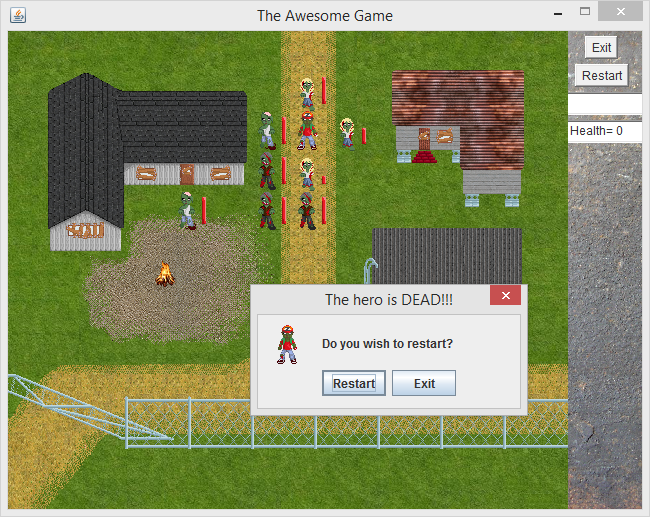 The Awesome Game
Exit
Restart
Health= 0
The hero is DEAD!!!
Do you wish to restart?
Restart
Exit